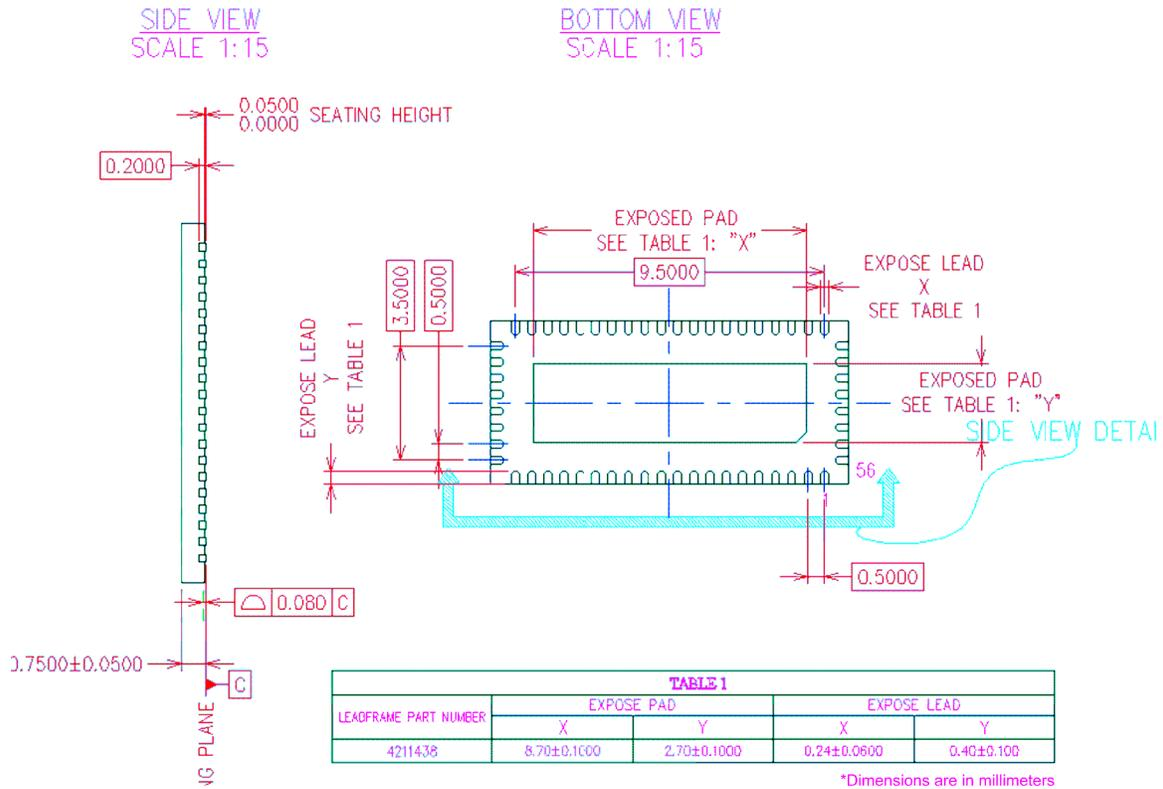 SIDE VIEW
SCALE 1:15
BOTTOM VIEW
SCALE 1:15
0.0500
0.0000
SEATING HEIGHT
0.2000
EXPOSED PAD
SEE TABLE 1: "X"
9.5000
EXPOSE LEAD
X
SEE TABLE 1
3.5000
0.5000
EXPOSE LEAD
Y
SEE TABLE 1
EXPOSED PAD
SEE TABLE 1: "Y"
SIDE VIEW DETAI
56
1
0.5000
0.080 C
0.7500±0.0500
C
NG PLANE
TABLE 1
LEADFRAME PART NUMBER
EXPOSE PAD
EXPOSE LEAD
X
Y
X
Y
4211438
8.70±0.1000
2.70±0.1000
0.24±0.0600
0.40±0.100
*Dimensions are in millimeters